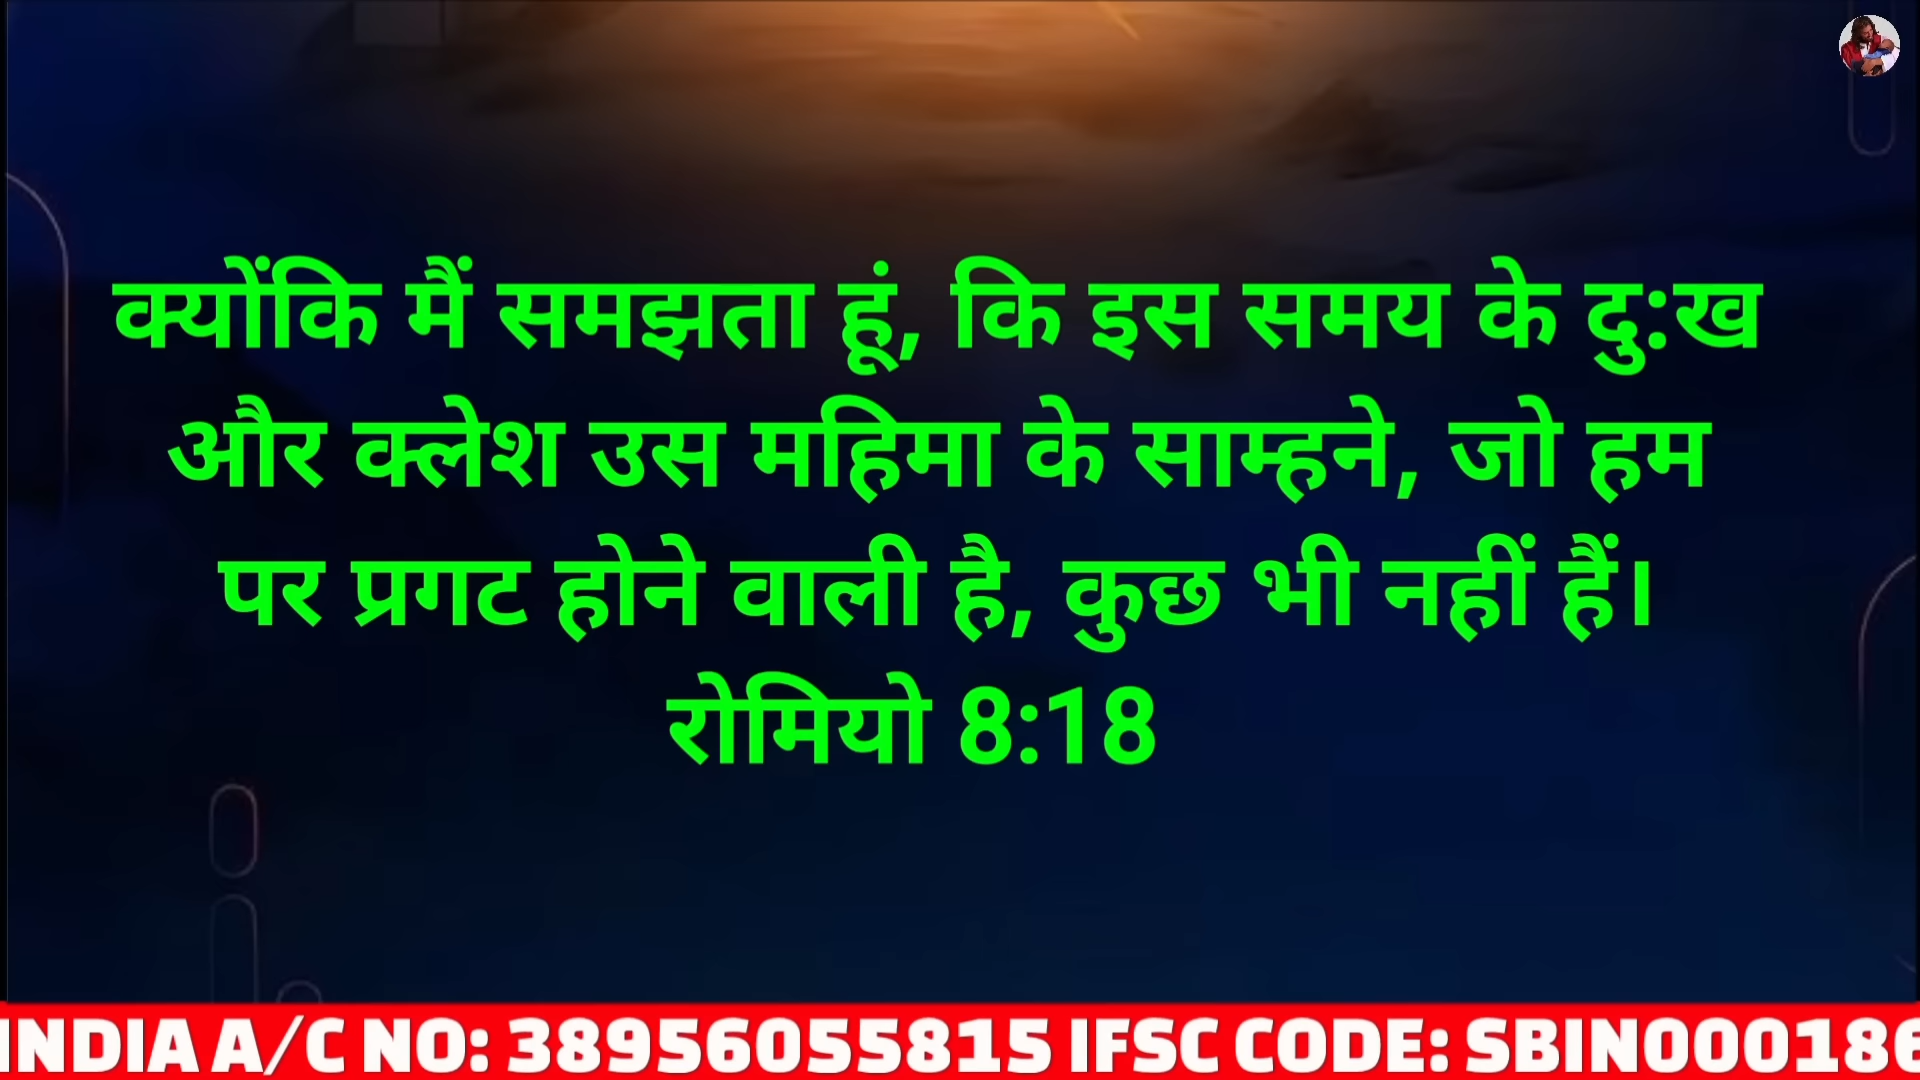 क्योंकि मैं समझता हूं, कि इस समय के दु:ख
और क्लेश उस महिमा के साम्हने, जो हम
पर प्रगट होने वाली है, कुछ भी नहीं हैं।
रोमियो 8:18
INDIA A/C NO: 38956055815 IFSC CODE: SBIN000186